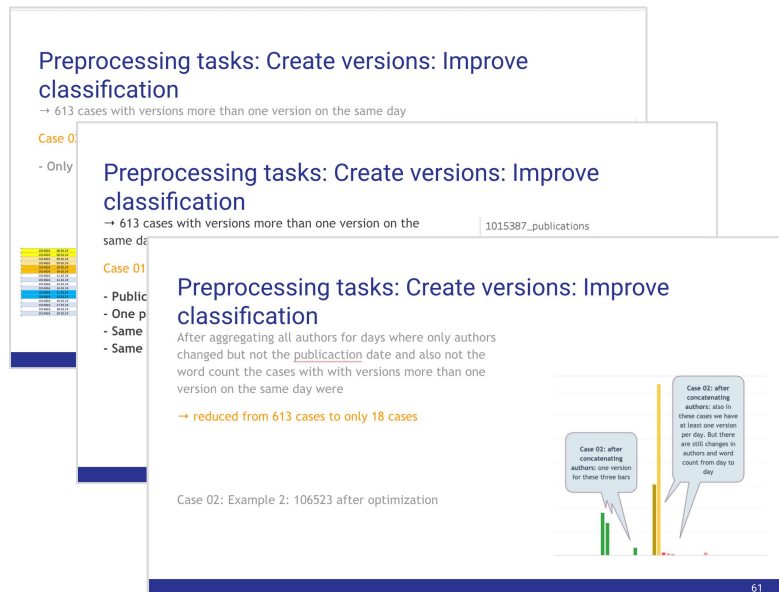 Preprocessing tasks: Create versions: Improve
classification
→ 613 cases with versions more than one version on the same day
Case 02
- Only
Preprocessing tasks: Create versions: Improve
classification
→ 613 cases with versions more than one version on the
same da
1015387_publications
Case 01
- Public
- One p
- Same
- Same
Preprocessing tasks: Create versions: Improve
classification
After aggregating all authors for days where only authors
changed but not the publicaction date and also not the
word count the cases with with versions more than one
version on the same day were
→ reduced from 613 cases to only 18 cases
Case 02: Example 2: 106523 after optimization
Case 02: after
concatenating
authors: one version
for these three bars
Case 02: after
concatenating
authors: also in
these cases we have
at least one version
per day. But there
are still changes in
authors and word
count from day to
day
61